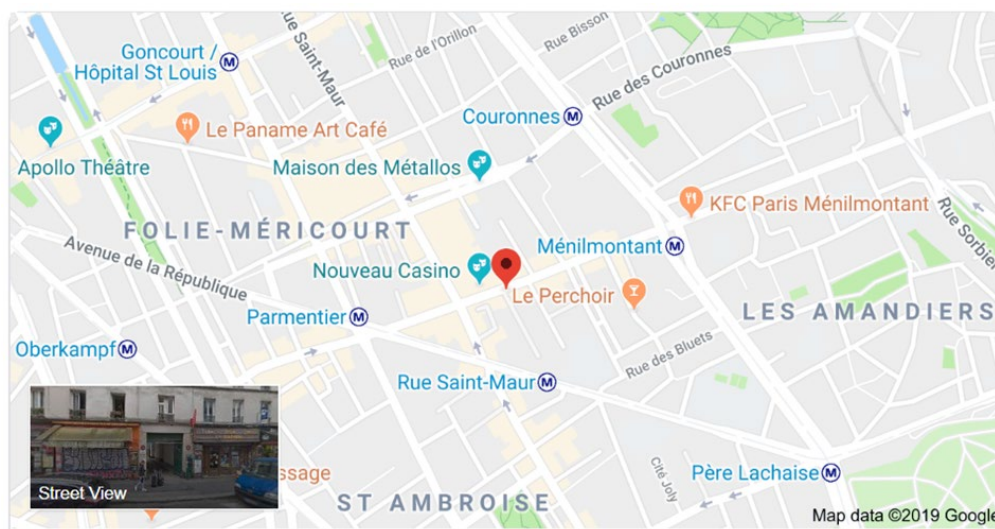 Goncourt /
Hôpital St Louis
M
ue Saint-Maur
Rue de l'Orillon
Rue Bisson
Rue des Couronnes
Couronnes M
Le Paname Art Café
Apollo Théâtre
Maison des Métallos
KFC Paris Ménilmontant
Rue Sorbier
FOLIE-MÉRICOURT
Ménilmontant M
Avenue de la République
Nouveau Casino
Le Perchoir
LES AMANDIERS
Parmentier M
Oberkampf M
Rue des Bluets
Rue Saint-Maur M
Street View
ssage
Cité Joly
Père Lachaise M
ST AMBROISE
Map data ©2019 Google